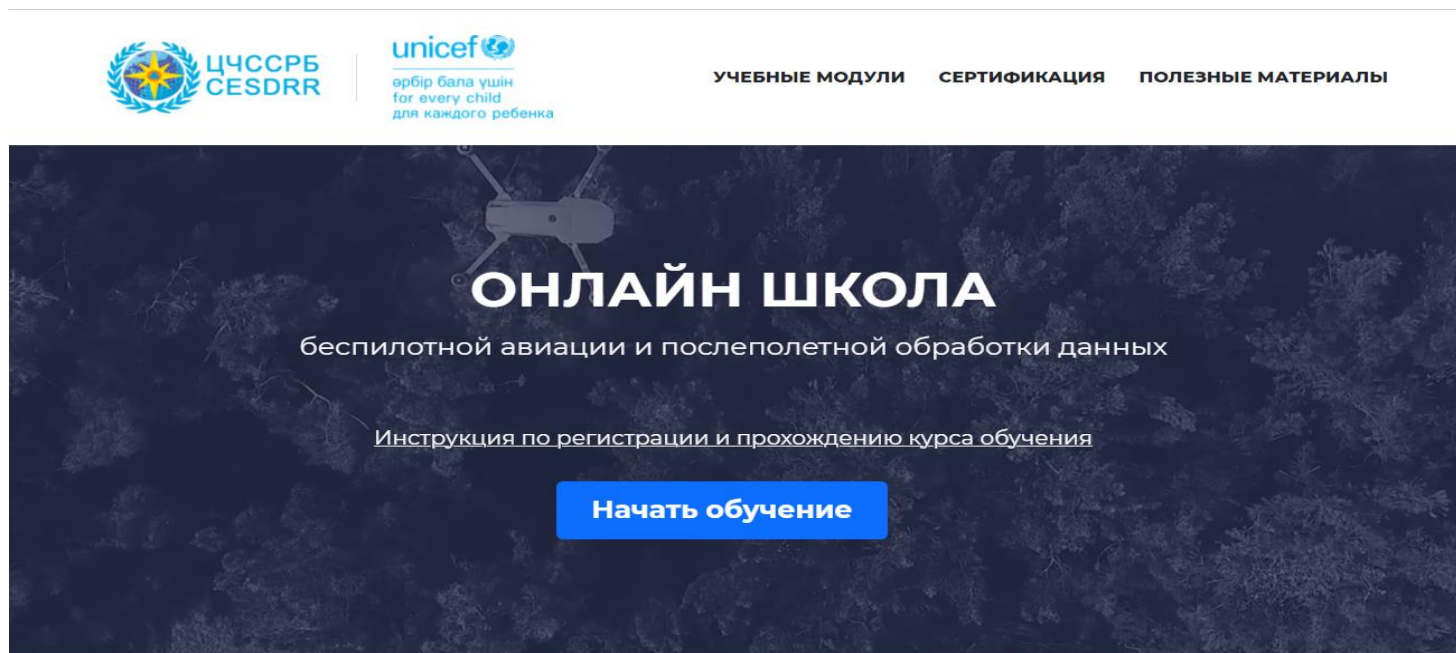 ЦЧССРБ
CESDRR
unicef
әрбір бала үшін
for every child
для каждого ребенка
УЧЕБНЫЕ МОДУЛИ СЕРТИФИКАЦИЯ ПОЛЕЗНЫЕ МАТЕРИАЛЫ
ОНЛАЙН ШКОЛА
беспилотной авиации и послеполетной обработки данных
Инструкция по регистрации и прохождению курса обучения
Начать обучение